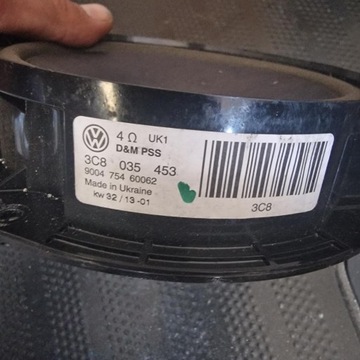 4 Ω UK1
D&M PSS
3C8 035 453
9004 754 60062
Made in Ukraine
kw 32 / 13 -01
3C8